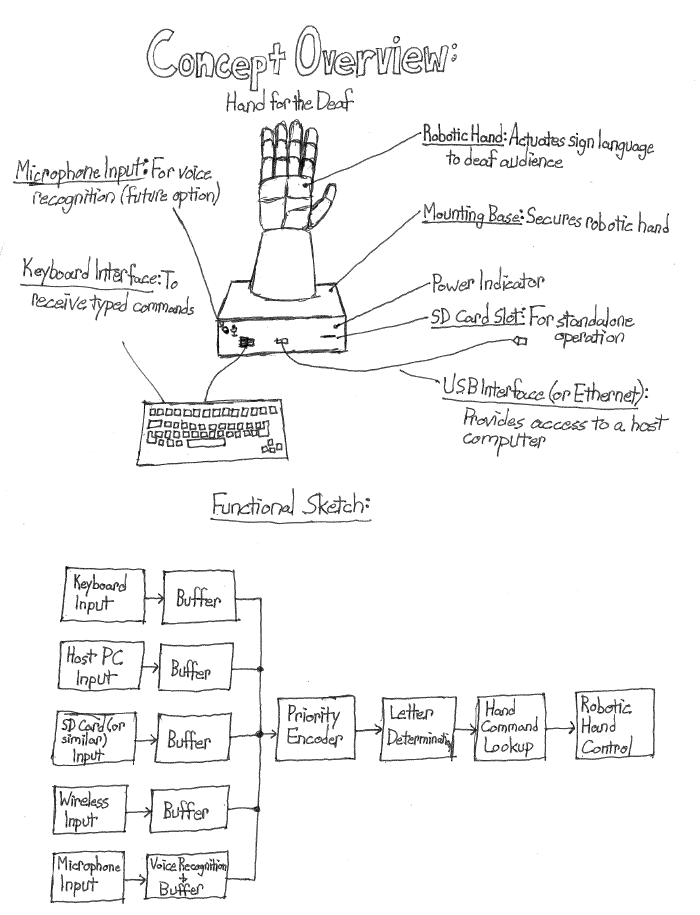 Concept Overview:
Hand for the Deaf
Robotic Hand: Actuates sign language
to deaf audience
Microphone Input: For voice
recognition (future option)
Mounting Base: Secures robotic hand
Keyboard Interface: To
receive typed commands
Power Indicator
SD Card Slot: For standalone
operation
USB Interface (or Ethernet):
Provides access to a host
computer
Functional Sketch:
Keyboard
Input
Buffer
Host PC
Input
Buffer
SD Card (or
similar)
Input
Buffer
Wireless
Input
Buffer
Microphone
Input
Voice Recognition
+
Buffer
Priority
Encoder
Letter
Determination
Hand
Command
Lookup
Robotic
Hand
Control